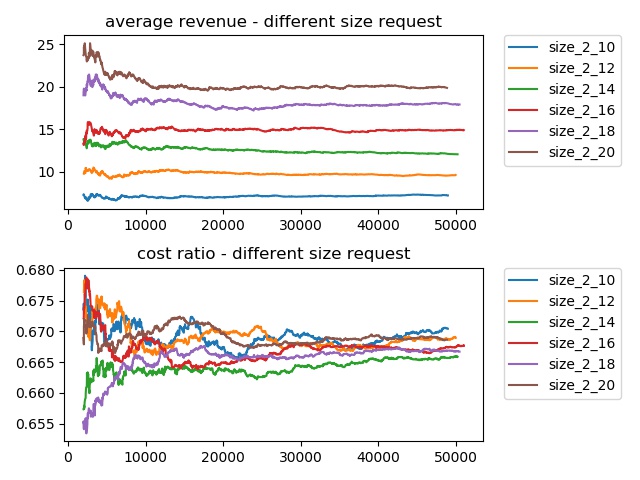 average revenue - different size request
25
20
15
10
0 10000 20000 30000 40000 50000
size_2_10
size_2_12
size_2_14
size_2_16
size_2_18
size_2_20
cost ratio - different size request
0.680
0.675
0.670
0.665
0.660
0.655
0 10000 20000 30000 40000 50000
size_2_10
size_2_12
size_2_14
size_2_16
size_2_18
size_2_20